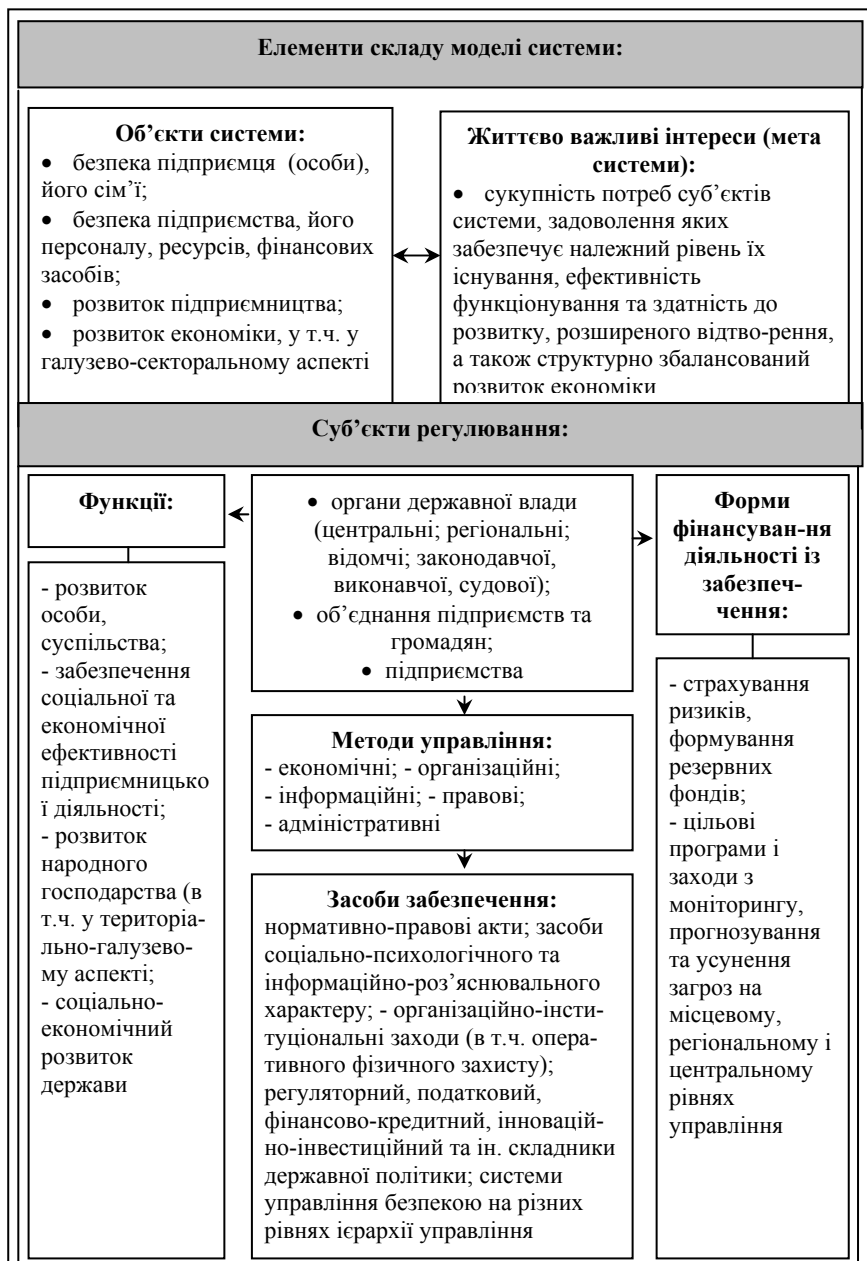 Елементи складу моделі системи:
Об’єкти системи:
• безпека підприємця (особи),
його сім’ї;
• безпека підприємства, його
персоналу, ресурсів, фінансових
засобів;
• розвиток підприємництва;
• розвиток економіки, у т.ч. у
галузево-секторальному аспекті
Життєво важливі інтереси (мета
системи):
• сукупність потреб суб’єктів
системи, задоволення яких
забезпечує належний рівень їх
існування, ефективність
функціонування та здатність до
розвитку, розширеного відтво-рення,
а також структурно збалансований
розвиток економіки
Суб’єкти регулювання:
Функції:
- розвиток
особи,
суспільства;
- забезпечення
соціальної та
економічної
ефективності
підприємницько
ї діяльності;
- розвиток
народного
господарства (в
т.ч. у територіа-
льно-галузево-
му аспекті;
- соціально-
економічний
розвиток
держави
• органи державної влади
(центральні; регіональні;
відомчі; законодавчої,
виконавчої, судової);
• об’єднання підприємств та
громадян;
• підприємства
Методи управління:
- економічні; - організаційні;
- інформаційні; - правові;
- адміністративні
Засоби забезпечення:
нормативно-правові акти; засоби
соціально-психологічного та
інформаційно-роз’яснювального
характеру; - організаційно-інсти-
туціональні заходи (в т.ч. опера-
тивного фізичного захисту);
регуляторний, податковий,
фінансово-кредитний, інновацій-
но-інвестиційний та ін. складники
державної політики; системи
управління безпекою на різних
рівнях ієрархії управління
Форми
фінансуван-ня
діяльності із
забезпеч-
чення:
- страхування
ризиків,
формування
резервних
фондів;
- цільові
програми і
заходи з
моніторингу,
прогнозування
та усунення
загроз на
місцевому,
регіональному і
центральному
рівнях
управління